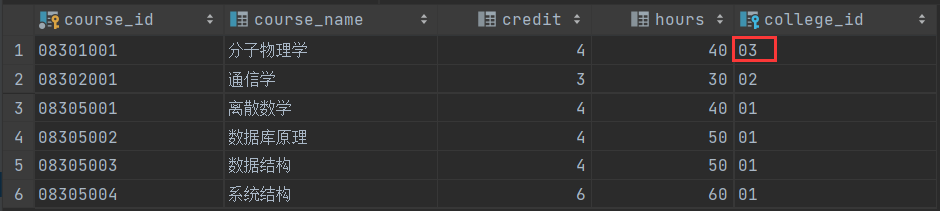 course_id course_name credit hours college_id
1 08301001 分子物理学 4 40 03
2 08302001 通信学 3 30 02
3 08305001 离散数学 4 40 01
4 08305002 数据库原理 4 50 01
5 08305003 数据结构 4 50 01
6 08305004 系统结构 6 60 01